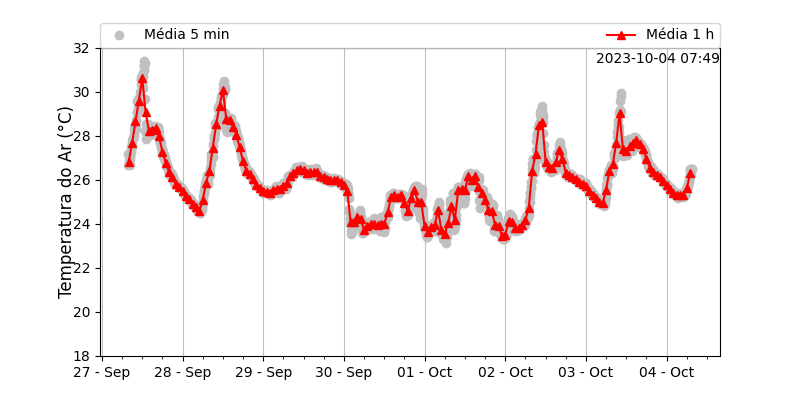 Média 5 min
Média 1 h
2023-10-04 07:49
Temperatura do Ar (°C)
32
30
28
26
24
22
20
18
27 - Sep
28 - Sep
29 - Sep
30 - Sep
01 - Oct
02 - Oct
03 - Oct
04 - Oct